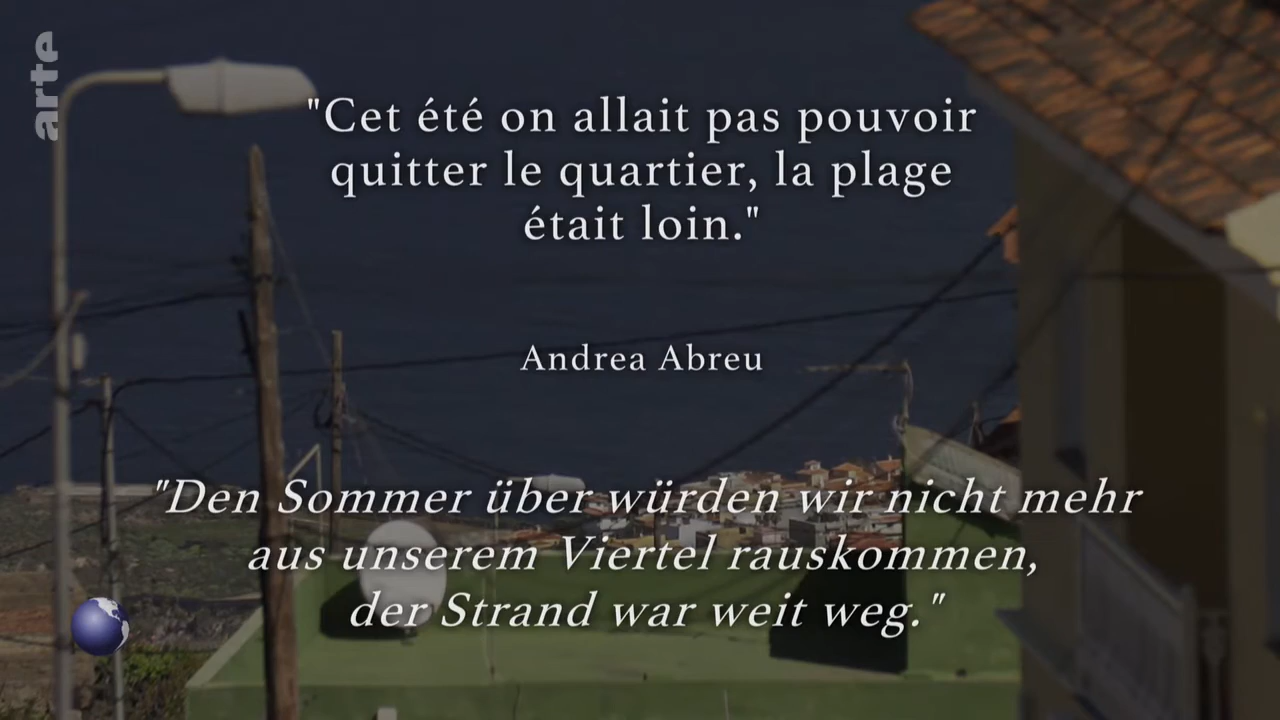 arte
"Cet été on allait pas pouvoir
quitter le quartier, la plage
était loin."
Andrea Abreu
"Den Sommer über würden wir nicht mehr
aus unserem Viertel rauskommen,
der Strand war weit weg."